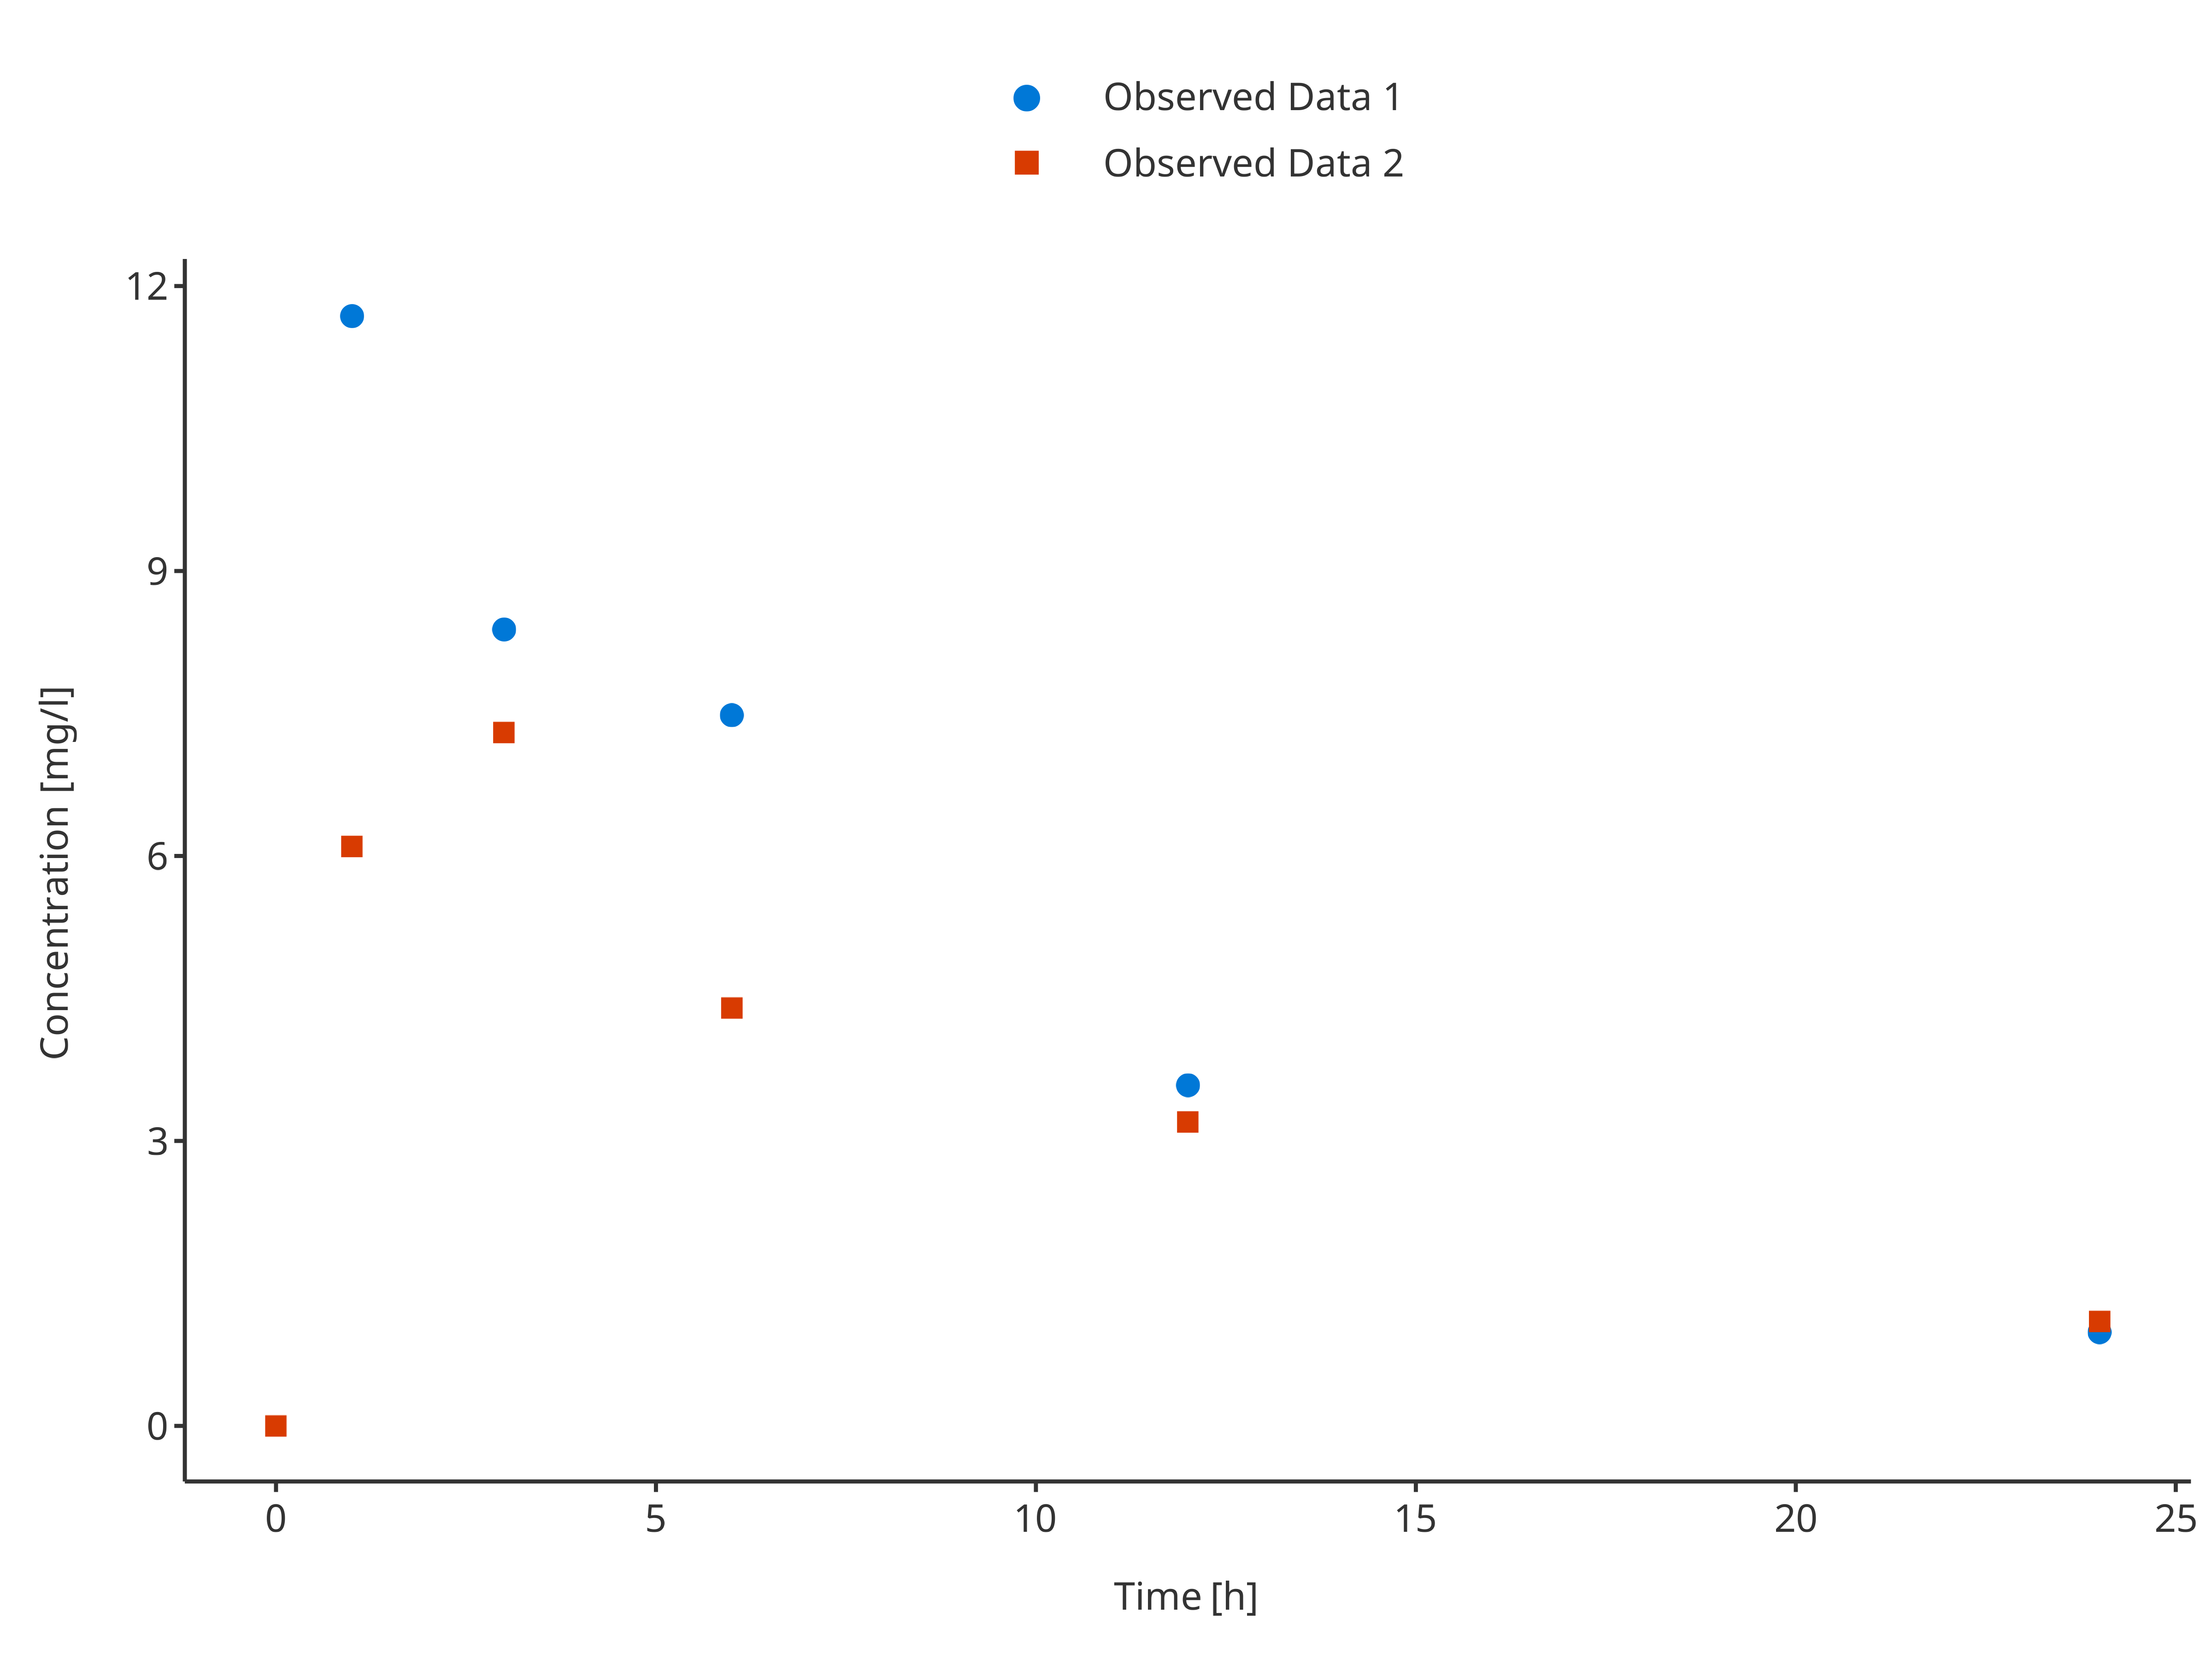 Observed Data 1
Observed Data 2
12
9
6
3
0
Concentration [mg/l]
0 5 10 15 20 25
Time [h]